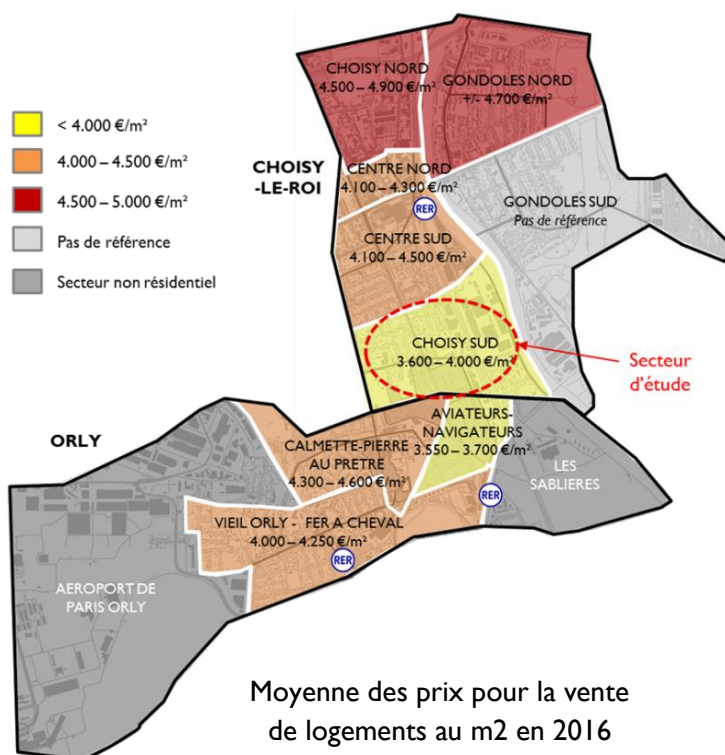 CHOISY NORD
4.500 – 4.900 €/m²
GONDOLES NORD
+/- 4.700 €/m²
< 4.000 €/m²
4.000 – 4.500 €/m²
4.500 – 5.000 €/m²
Pas de référence
Secteur non résidentiel
CHOISY
-LE-ROI
CENTRE NORD
4.100 – 4.300 €/m²
RER
GONDOLES SUD
Pas de référence
CENTRE SUD
4.100 – 4.500 €/m²
CHOISY SUD
3.600 – 4.000 €/m²
Secteur
d'étude
ORLY
AVIATEURS-
NAVIGATEURS
3.550 – 3.700 €/m²
CALMETTE-PIERRE
AU PRETRE
4.300 – 4.600 €/m²
LES
SABLIERES
RER
VIEIL ORLY - FER A CHEVAL
4.000 – 4.250 €/m²
RER
AEROPORT DE
PARIS ORLY
Moyenne des prix pour la vente
de logements au m2 en 2016